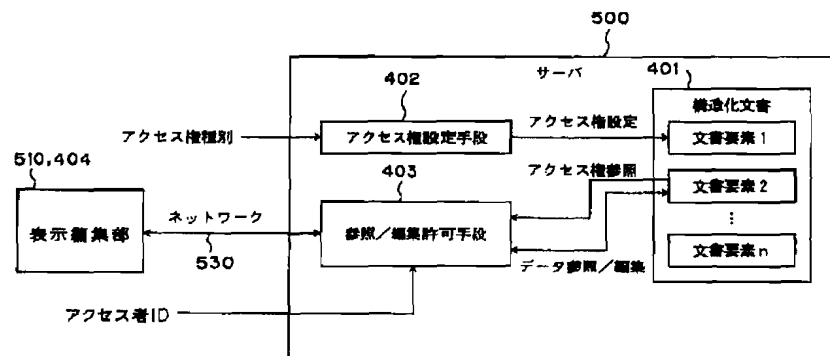 500
サーバ
401
402
構造化文書
アクセス権種別
アクセス権設定手段
アクセス権設定
文書要素1
アクセス権参照
510,404
403
文書要素2
表示編集部
ネットワーク
530
参照/編集許可手段
⋮
データ参照/編集
文書要素n
アクセス者ID